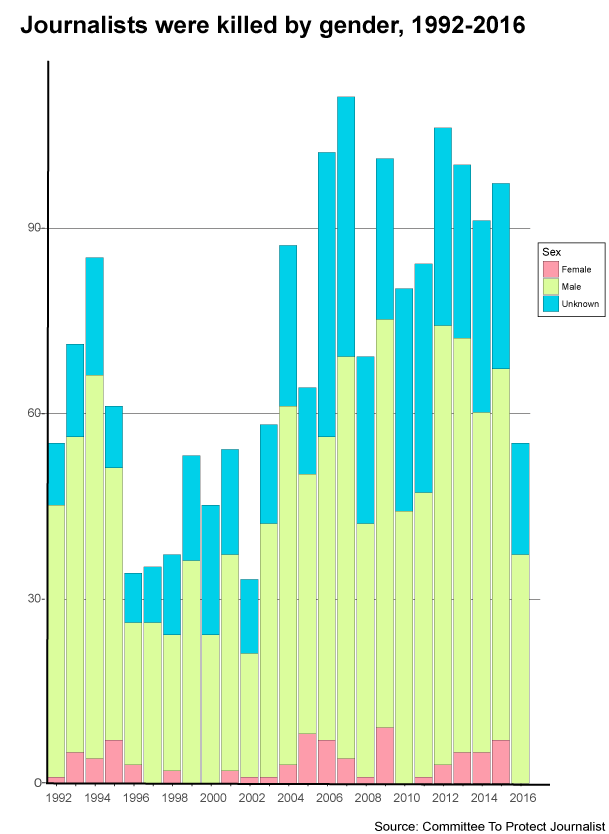 Journalists were killed by gender, 1992-2016
90
60
30
0
Sex
Female
Male
Unknown
1992 1994 1996 1998 2000 2002 2004 2006 2008 2010 2012 2014 2016
Source: Committee To Protect Journalist